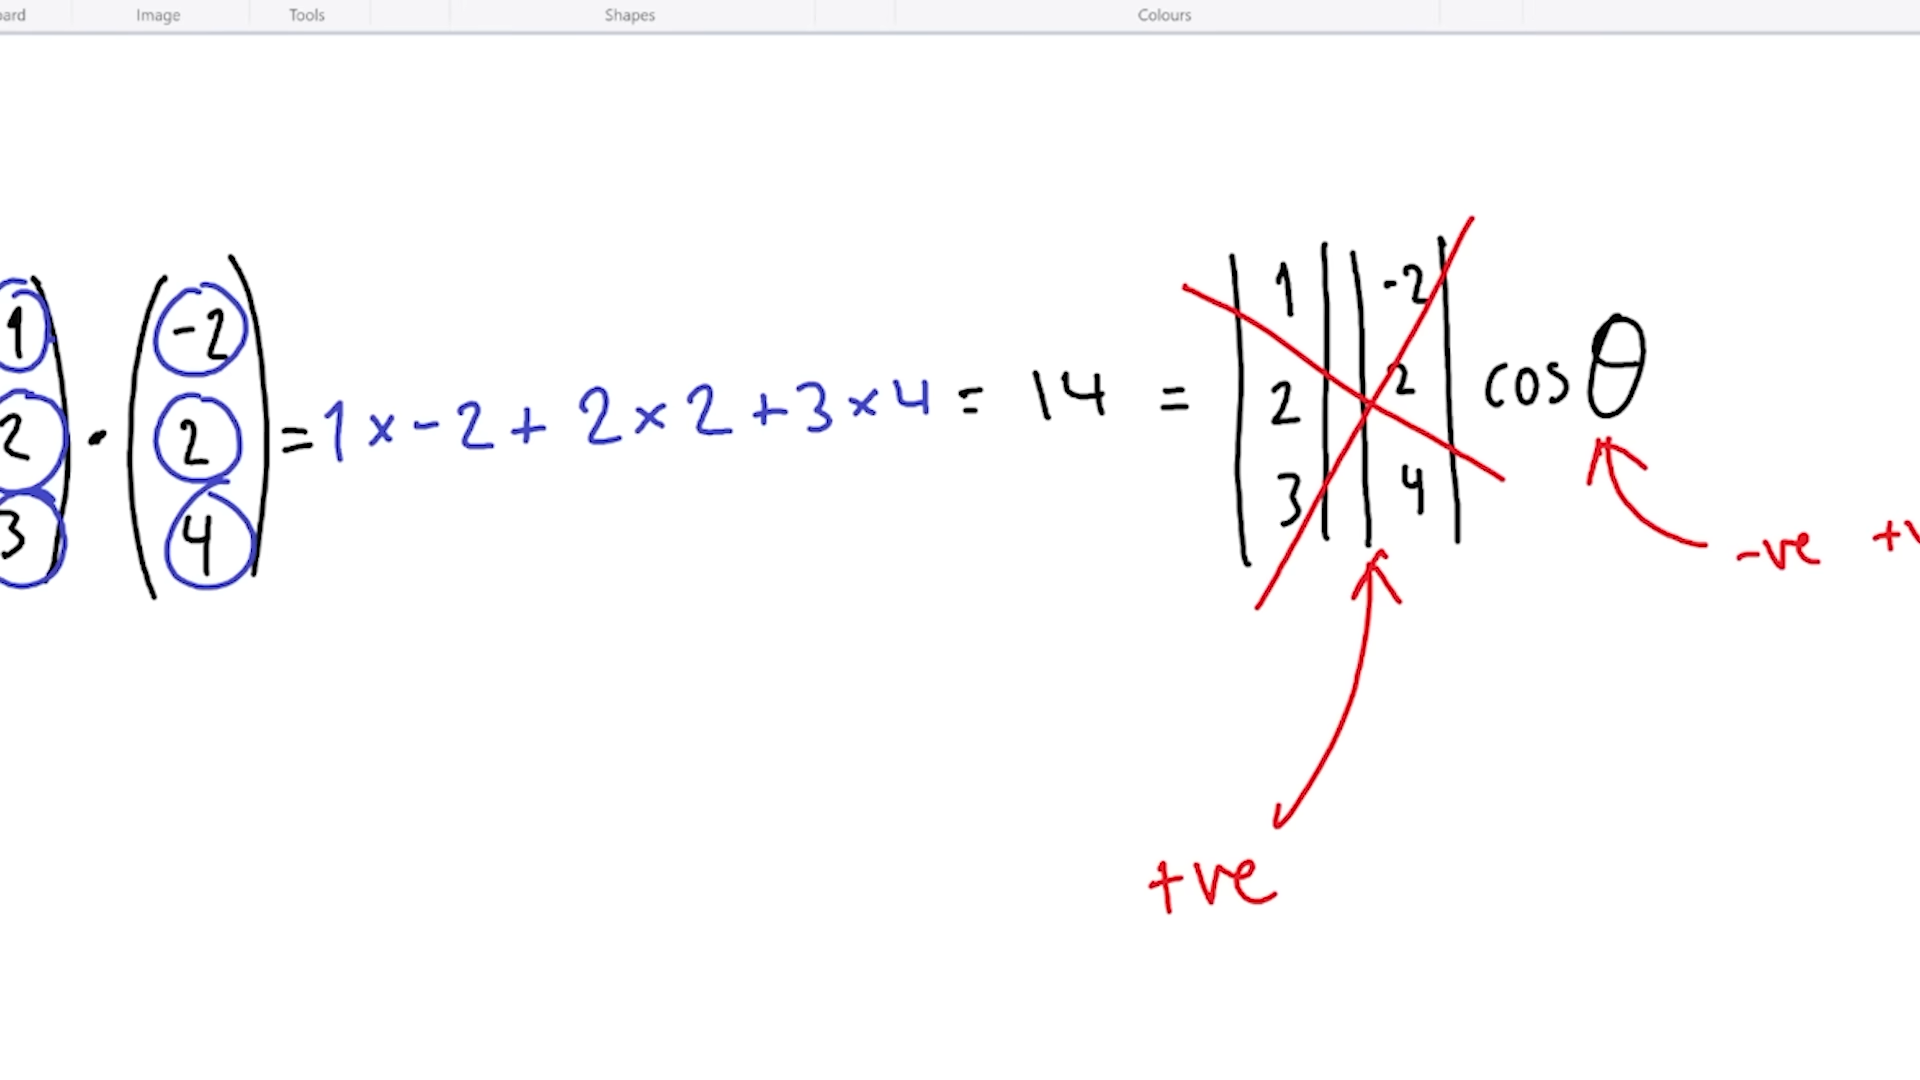 Image Tools Shapes Colours
1 -2 1 -2
2 · 2 = 1 x -2 + 2 x 2 + 3 x 4 = 14 = 2 2 cos θ
3 4 3 4
-ve
+ve